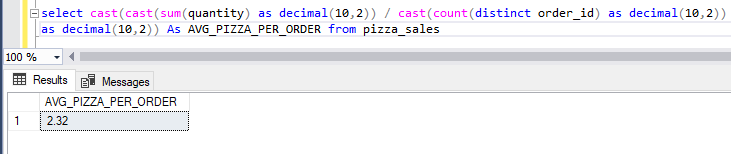 select cast(cast(sum(quantity) as decimal(10,2)) / cast(count(distinct order_id) as decimal(10,2))
as decimal(10,2)) As AVG_PIZZA_PER_ORDER from pizza_sales
100 %
Results Messages
AVG_PIZZA_PER_ORDER
1 2.32